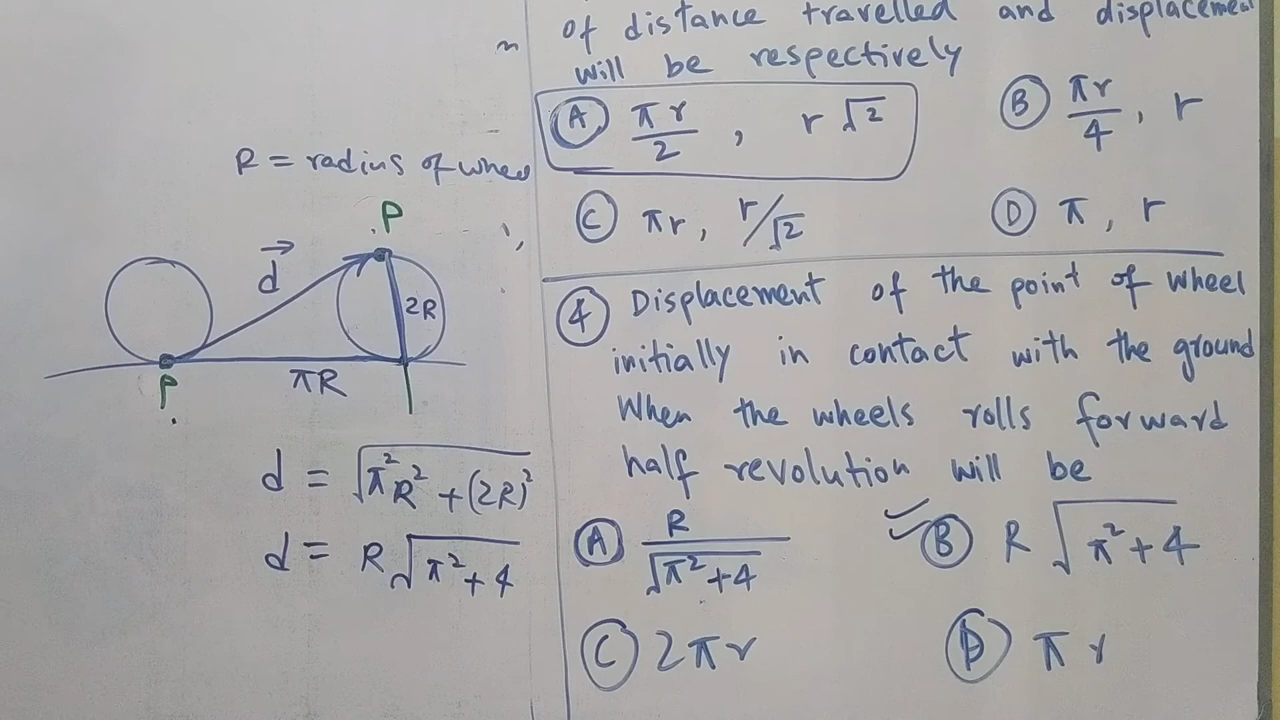 of distance travelled and displacement
will be respectively
Ⓐ πr/2 , r√2
Ⓑ πr/4 , r
Ⓒ πr, r/√2
Ⓓ π, r
R = radius of wheel
P
d⃗
2R
πR
P
d = √(π²R² + (2R)²)
d = R√(π² + 4)
④ Displacement of the point of wheel
initially in contact with the ground
When the wheels rolls forward
half revolution will be
Ⓐ R/√(π² + 4)
Ⓑ R√(π² + 4)
Ⓒ 2πr
Ⓓ πr